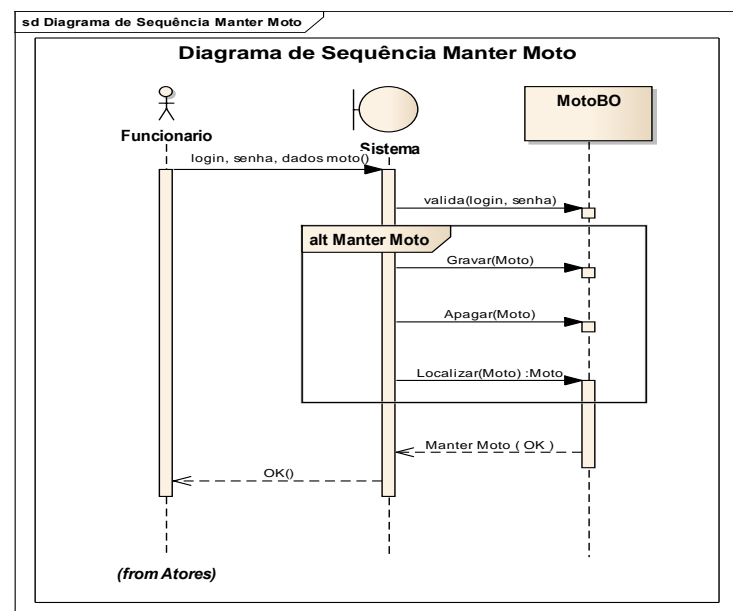 sd Diagrama de Sequência Manter Moto
Diagrama de Sequência Manter Moto
Funcionario
Sistema
MotoBO
login, senha, dados moto()
valida(login, senha)
alt Manter Moto
Gravar(Moto)
Apagar(Moto)
Localizar(Moto) :Moto
Manter Moto ( OK )
OK()
(from Atores)